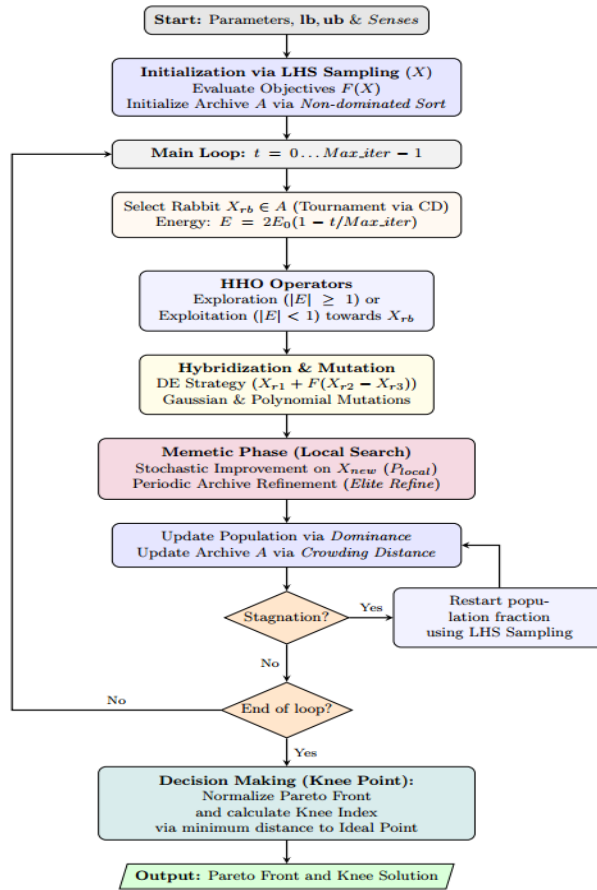 Start: Parameters, lb, ub & Senses
Initialization via LHS Sampling (X)
Evaluate Objectives F(X)
Initialize Archive A via Non-dominated Sort
Main Loop: t = 0 . . . Max_iter − 1
Select Rabbit X_rb ∈ A (Tournament via CD)
Energy: E = 2E_0(1 − t/Max_iter)
HHO Operators
Exploration (|E| ≥ 1) or
Exploitation (|E| < 1) towards X_rb
Hybridization & Mutation
DE Strategy (X_r1 + F(X_r2 − X_r3))
Gaussian & Polynomial Mutations
Memetic Phase (Local Search)
Stochastic Improvement on X_new (P_local)
Periodic Archive Refinement (Elite Refine)
Update Population via Dominance
Update Archive A via Crowding Distance
Stagnation?
Yes
Restart popu-
lation fraction
using LHS Sampling
No
End of loop?
No
Yes
Decision Making (Knee Point):
Normalize Pareto Front
and calculate Knee Index
via minimum distance to Ideal Point
Output: Pareto Front and Knee Solution